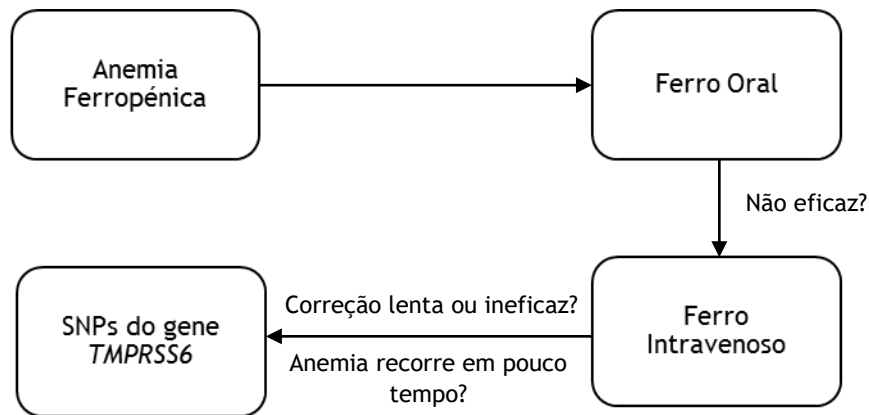 Anemia
Ferropénica
Ferro Oral
Não eficaz?
Ferro
Intravenoso
Correção lenta ou ineficaz?
Anemia recorre em pouco
tempo?
SNPs do gene
TMPRSS6